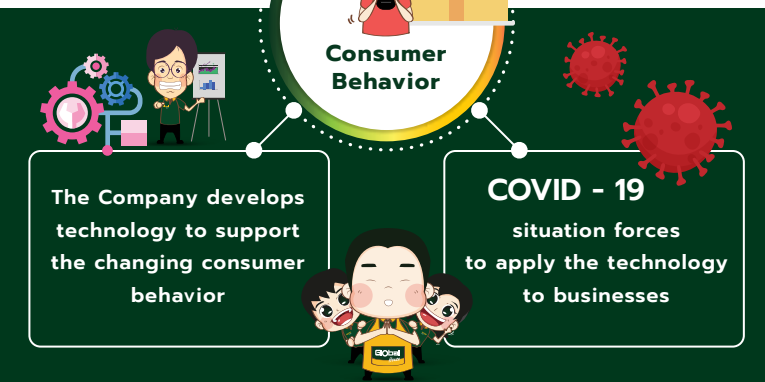 Consumer
Behavior
The Company develops
technology to support
the changing consumer
behavior
COVID - 19
situation forces
to apply the technology
to businesses
GlObal